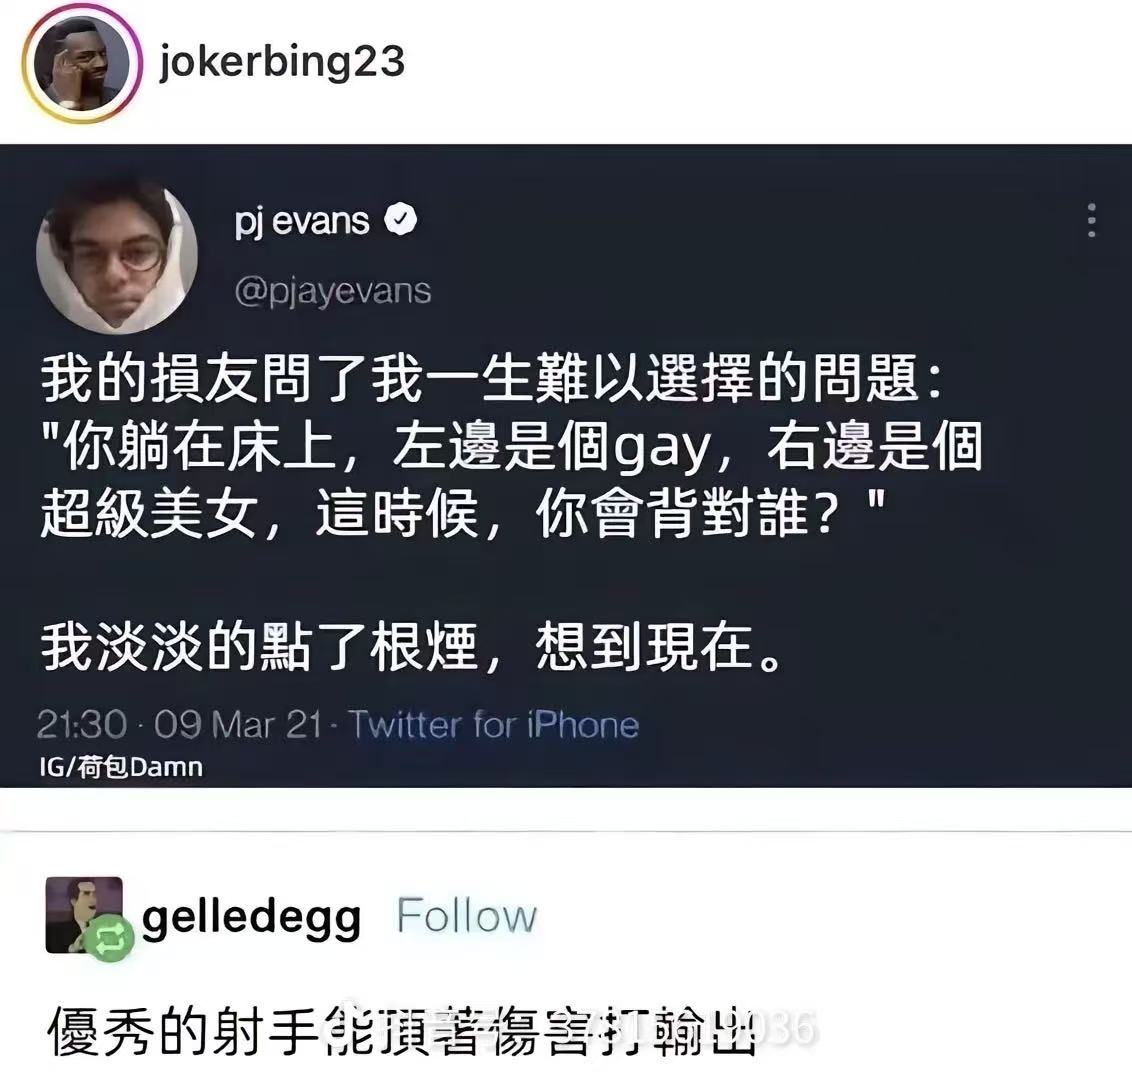 jokerbing23
pj evans
@pjayevans
我的損友問了我一生難以選擇的問題：
"你躺在床上，左邊是個gay，右邊是個
超級美女，這時候，你會背對誰？"
我淡淡的點了根煙，想到現在。
21:30 · 09 Mar 21 · Twitter for iPhone
IG/荷包Damn
gelledegg Follow
優秀的射手能頂著傷害打輸出